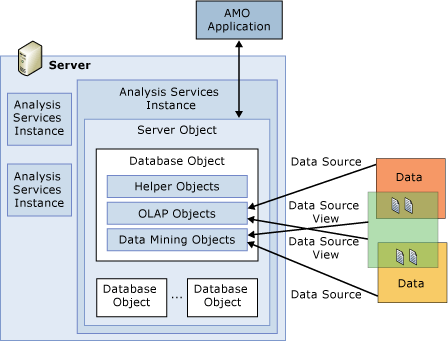 AMO
Application
Server
Analysis Services
Instance
Analysis
Services
Instance
Analysis
Services
Instance
Server Object
Database Object
Helper Objects
OLAP Objects
Data Mining Objects
Database
Object
...
Database
Object
Data Source
Data Source
View
Data Source
View
Data Source
Data
Data